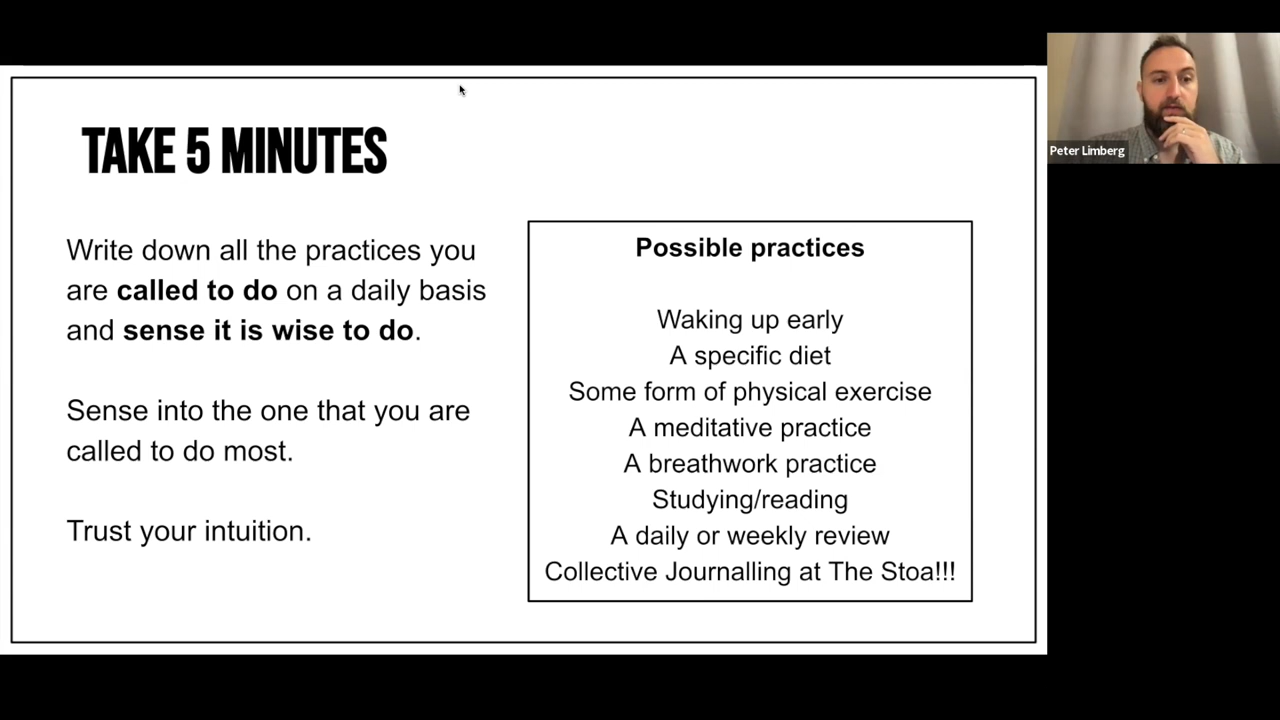 TAKE 5 MINUTES
Write down all the practices you
are called to do on a daily basis
and sense it is wise to do.
Sense into the one that you are
called to do most.
Trust your intuition.
Possible practices
Waking up early
A specific diet
Some form of physical exercise
A meditative practice
A breathwork practice
Studying/reading
A daily or weekly review
Collective Journalling at The Stoa!!!
Peter Limberg